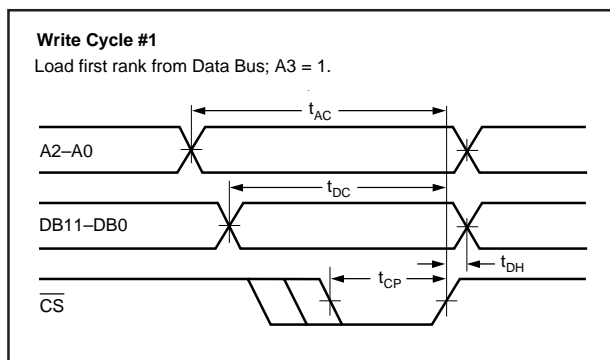 Write Cycle #1
Load first rank from Data Bus; A3 = 1.
tAC
A2–A0
tDC
DB11–DB0
tDH
tCP
CS